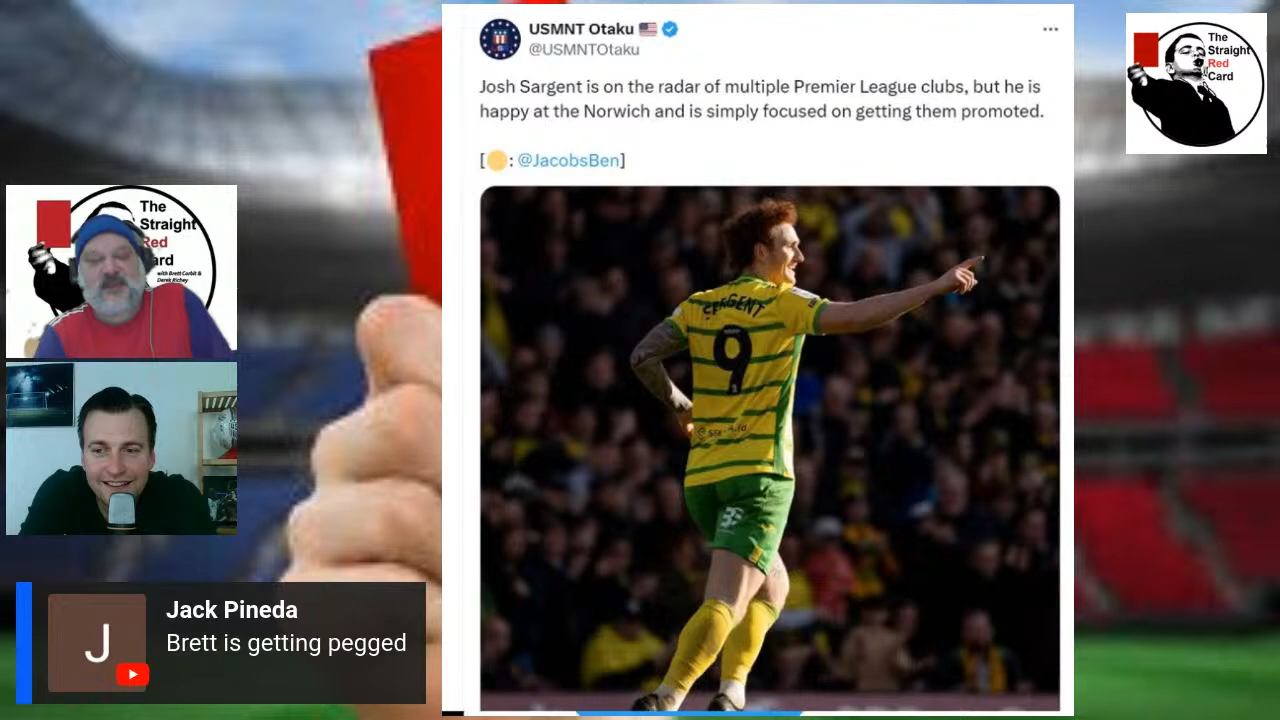 USMNT Otaku
@USMNTOtaku
Josh Sargent is on the radar of multiple Premier League clubs, but he is
happy at the Norwich and is simply focused on getting them promoted.
[🟡: @JacobsBen]
SARGENT
9
The
Straight
Red
Card
The
Straight
Red
ard
with Brett Corbit &
Derek Richey
J
Jack Pineda
Brett is getting pegged